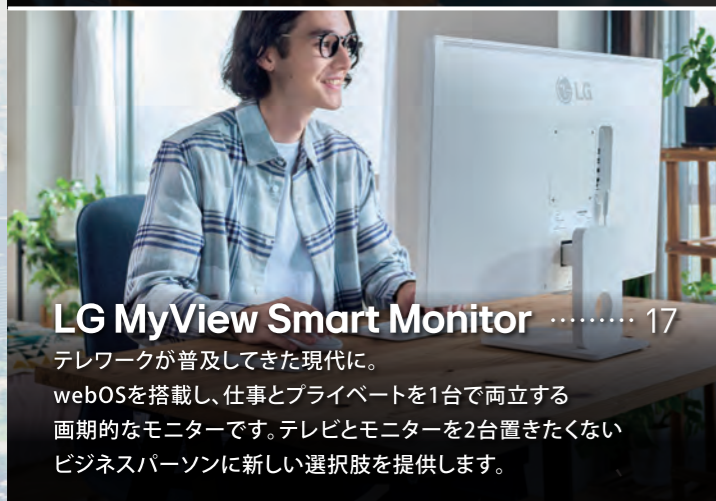 LG
LG MyView Smart Monitor ⋯⋯⋯ 17
テレワークが普及してきた現代に。
webOSを搭載し、仕事とプライベートを1台で両立する
画期的なモニターです。テレビとモニターを2台置きたくない
ビジネスパーソンに新しい選択肢を提供します。